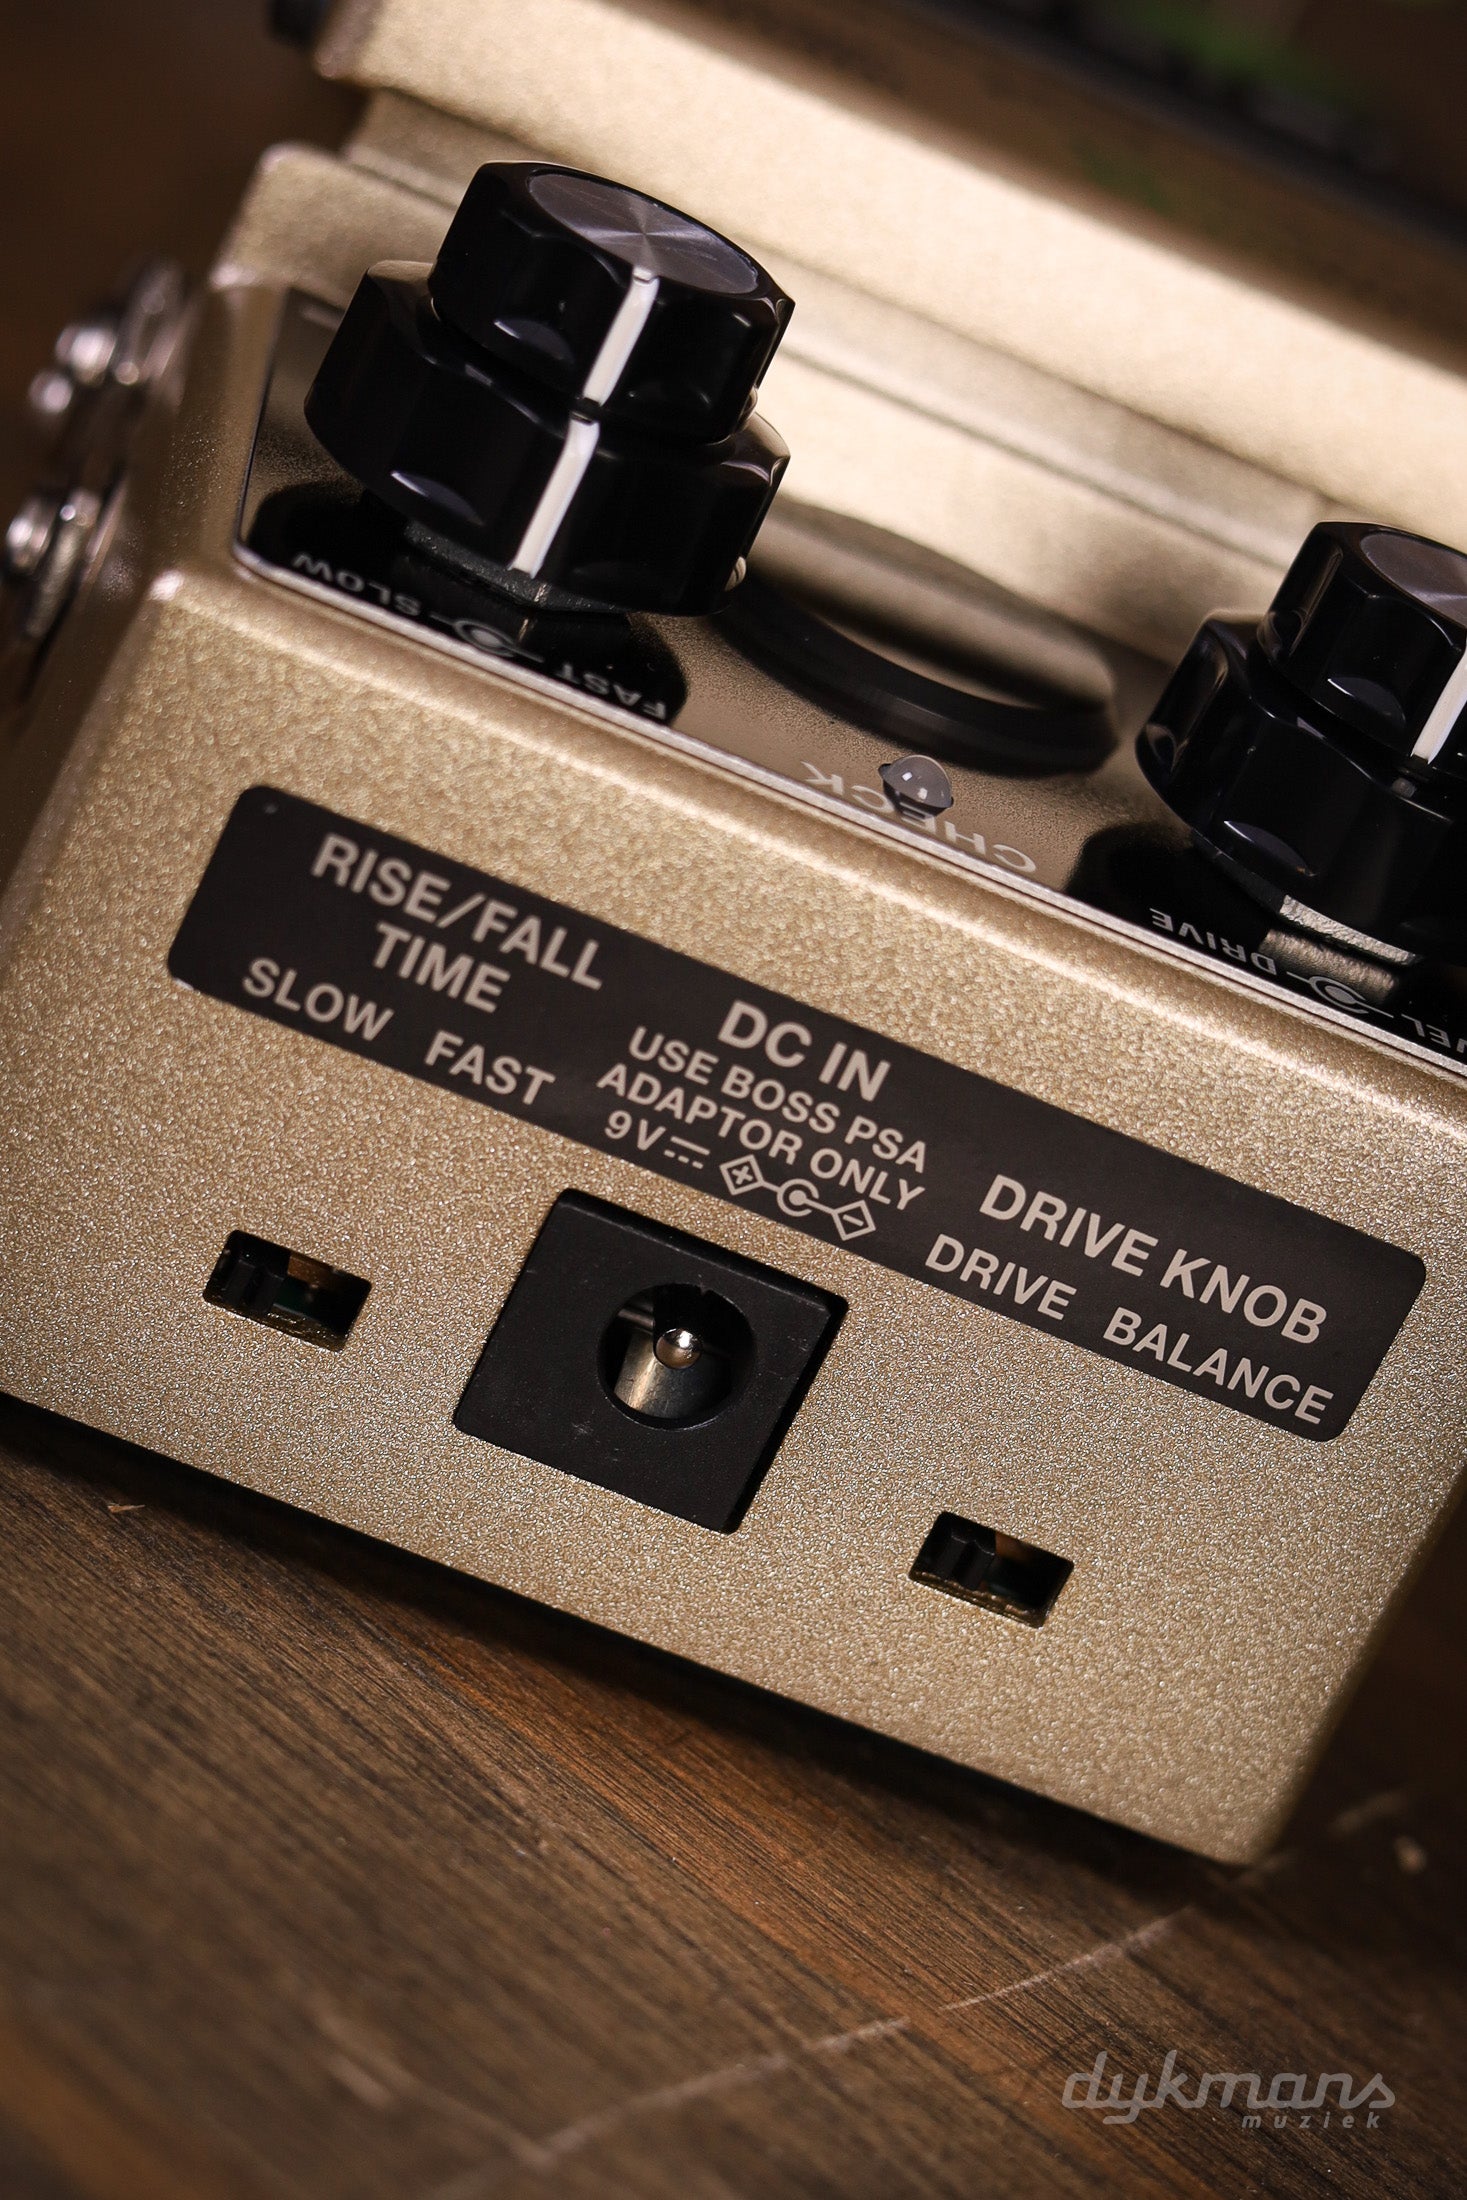 SLOW
FAST
CHECK
DRIVE
RISE/FALL
TIME
SLOW FAST
DC IN
USE BOSS PSA
ADAPTOR ONLY
9V
DRIVE KNOB
DRIVE BALANCE
dykmans
muziek